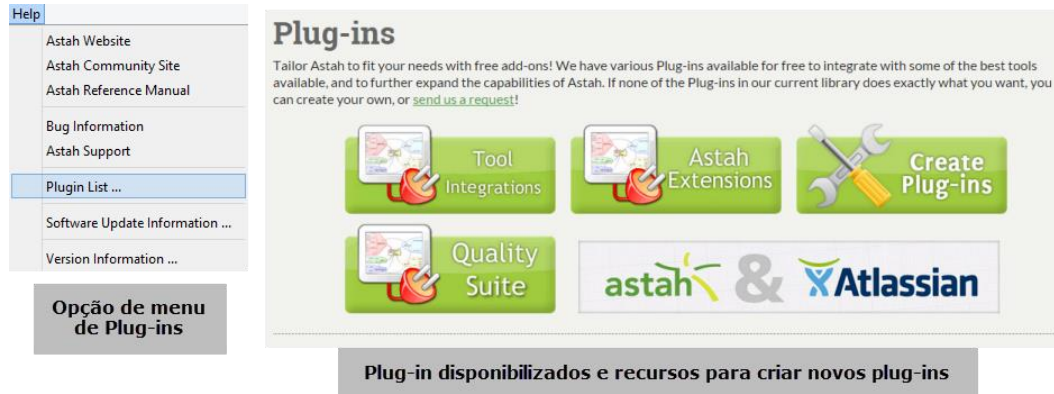 Help
Astah Website
Astah Community Site
Astah Reference Manual
Bug Information
Astah Support
Plugin List ...
Software Update Information ...
Version Information ...
Opção de menu
de Plug-ins
Plug-ins
Tailor Astah to fit your needs with free add-ons! We have various Plug-ins available for free to integrate with some of the best tools
available, and to further expand the capabilities of Astah. If none of the Plug-ins in our current library does exactly what you want, you
can create your own, or send us a request!
Tool
Integrations
Astah
Extensions
Create
Plug-ins
Quality
Suite
astah & Atlassian
Plug-in disponibilizados e recursos para criar novos plug-ins